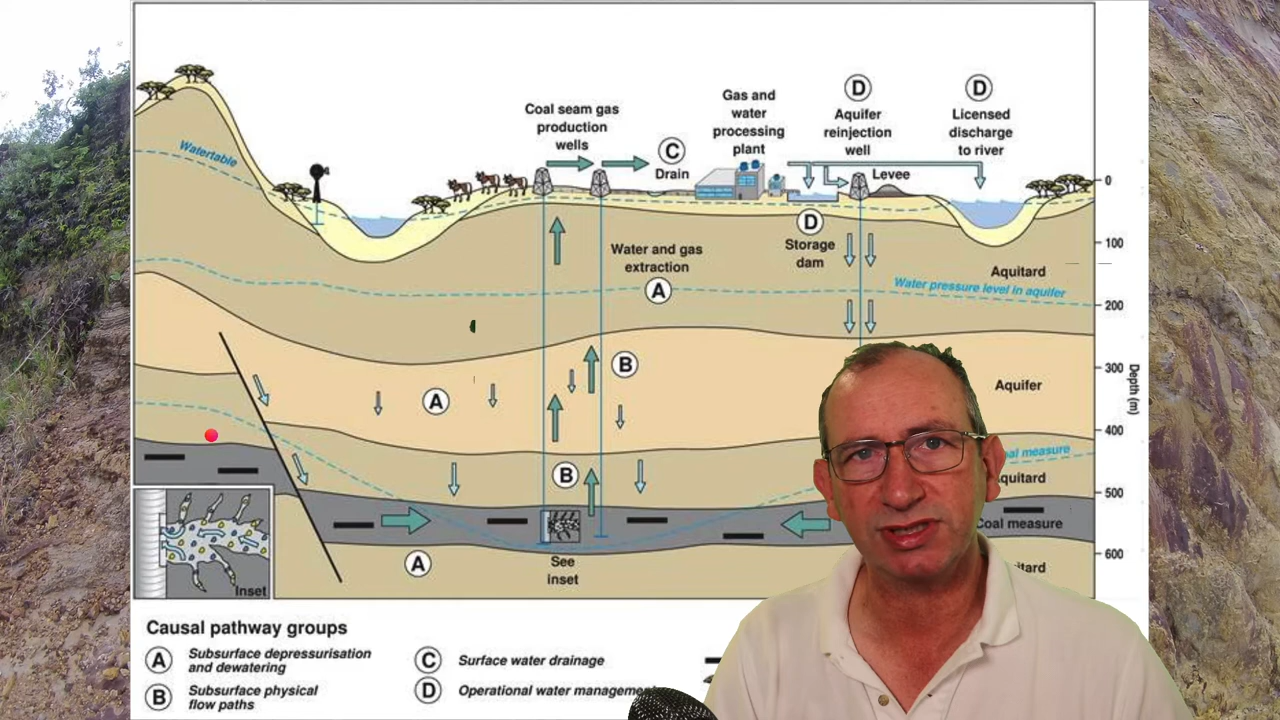 Coal seam gas
production
wells
C
Drain
Gas and
water
processing
plant
D
Aquifer
reinjection
well
Levee
D
Licensed
discharge
to river
Watertable
0
100
200
300
400
500
600
Depth (m)
D
Storage
dam
Water and gas
extraction
A
Aquitard
Water pressure level in aquifer
B
A
Aquifer
B
Coal measure
A
See
inset
Inset
Causal pathway groups
A Subsurface depressurisation
and dewatering
B Subsurface physical
flow paths
C Surface water drainage
D Operational water